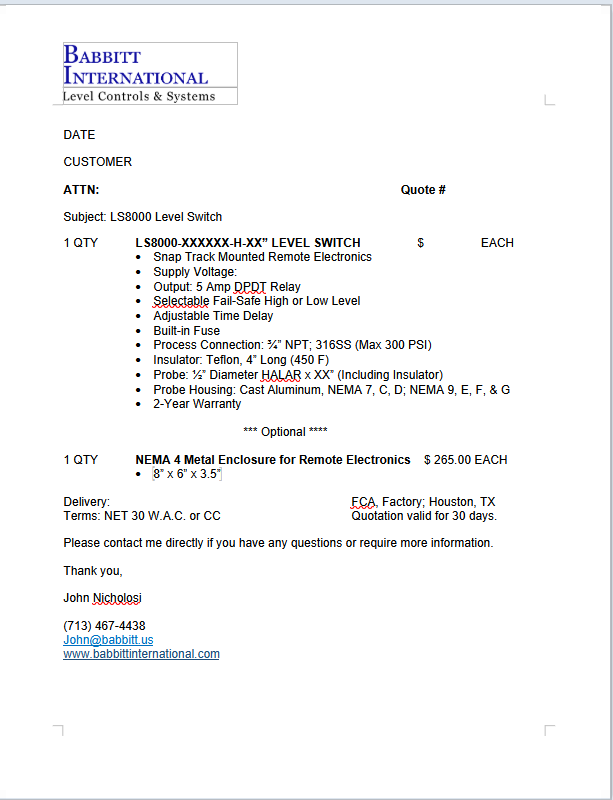 BABBITT
INTERNATIONAL
Level Controls & Systems
DATE
CUSTOMER
ATTN: Quote #
Subject: LS8000 Level Switch
1 QTY LS8000-XXXXXX-H-XX” LEVEL SWITCH $ EACH
• Snap Track Mounted Remote Electronics
• Supply Voltage:
• Output: 5 Amp DPDT Relay
• Selectable Fail-Safe High or Low Level
• Adjustable Time Delay
• Built-in Fuse
• Process Connection: ¾” NPT; 316SS (Max 300 PSI)
• Insulator: Teflon, 4” Long (450 F)
• Probe: ½” Diameter HALAR x XX” (Including Insulator)
• Probe Housing: Cast Aluminum, NEMA 7, C, D; NEMA 9, E, F, & G
• 2-Year Warranty
*** Optional ****
1 QTY NEMA 4 Metal Enclosure for Remote Electronics $ 265.00 EACH
• 8” x 6” x 3.5”
Delivery: FCA, Factory; Houston, TX
Terms: NET 30 W.A.C. or CC Quotation valid for 30 days.
Please contact me directly if you have any questions or require more information.
Thank you,
John Nicholosi
(713) 467-4438
John@babbitt.us
www.babbittinternational.com